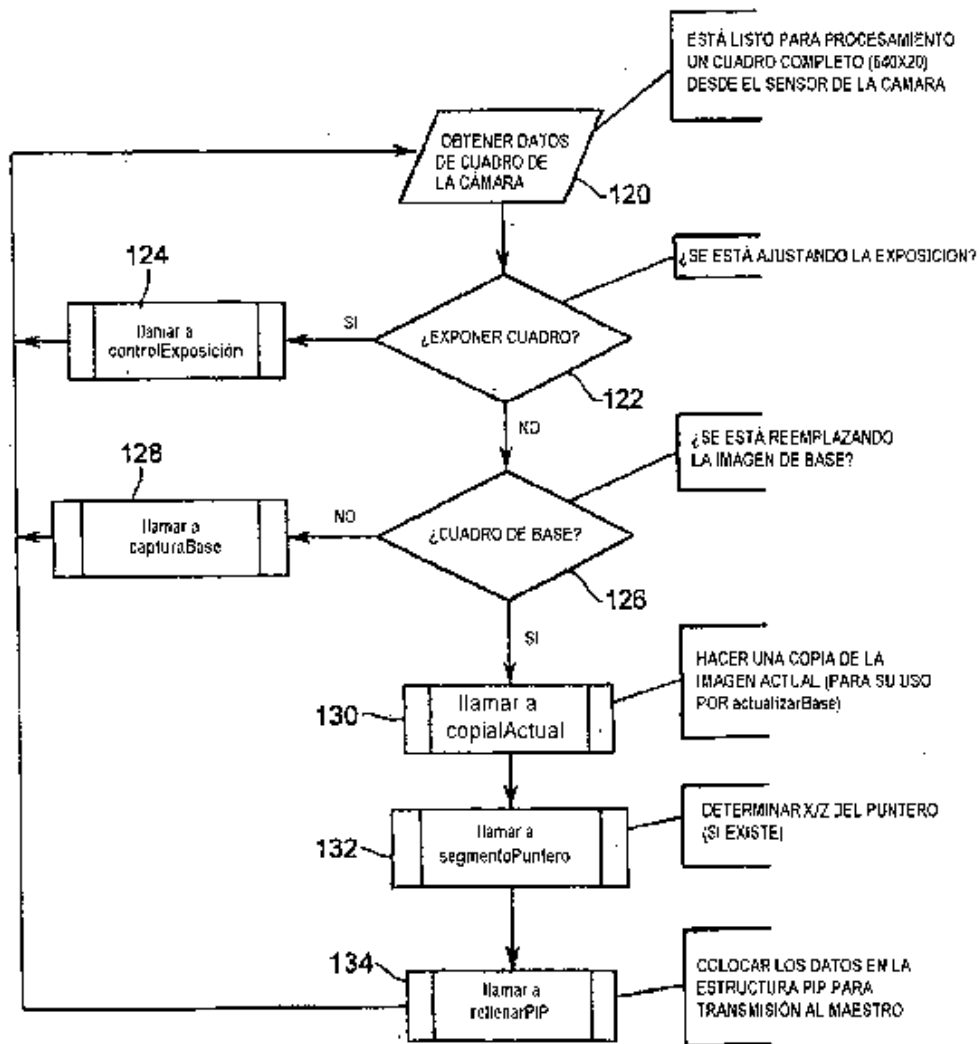 ESTÁ LISTO PARA PROCESAMIENTO
UN CUADRO COMPLETO (640X20)
DESDE EL SENSOR DE LA CAMARA
OBTENER DATOS
DE CUADRO DE
LA CÁMARA
120
¿SE ESTÁ AJUSTANDO LA EXPOSICION?
124
llamar a
controlExposición
SI
¿EXPONER CUADRO?
122
NO
¿SE ESTÁ REEMPLAZANDO
LA IMAGEN DE BASE?
128
llamar a
capturaBase
NO
¿CUADRO DE BASE?
126
SI
HACER UNA COPIA DE LA
IMAGEN ACTUAL (PARA SU USO
POR actualizarBase)
130
llamar a
copiaIActual
132
llamar a
segmentoPuntero
DETERMINAR X/Z DEL PUNTERO
(SI EXISTE)
134
llamar a
rellenarPIP
COLOCAR LOS DATOS EN LA
ESTRUCTURA PIP PARA
TRANSMISIÓN AL MAESTRO